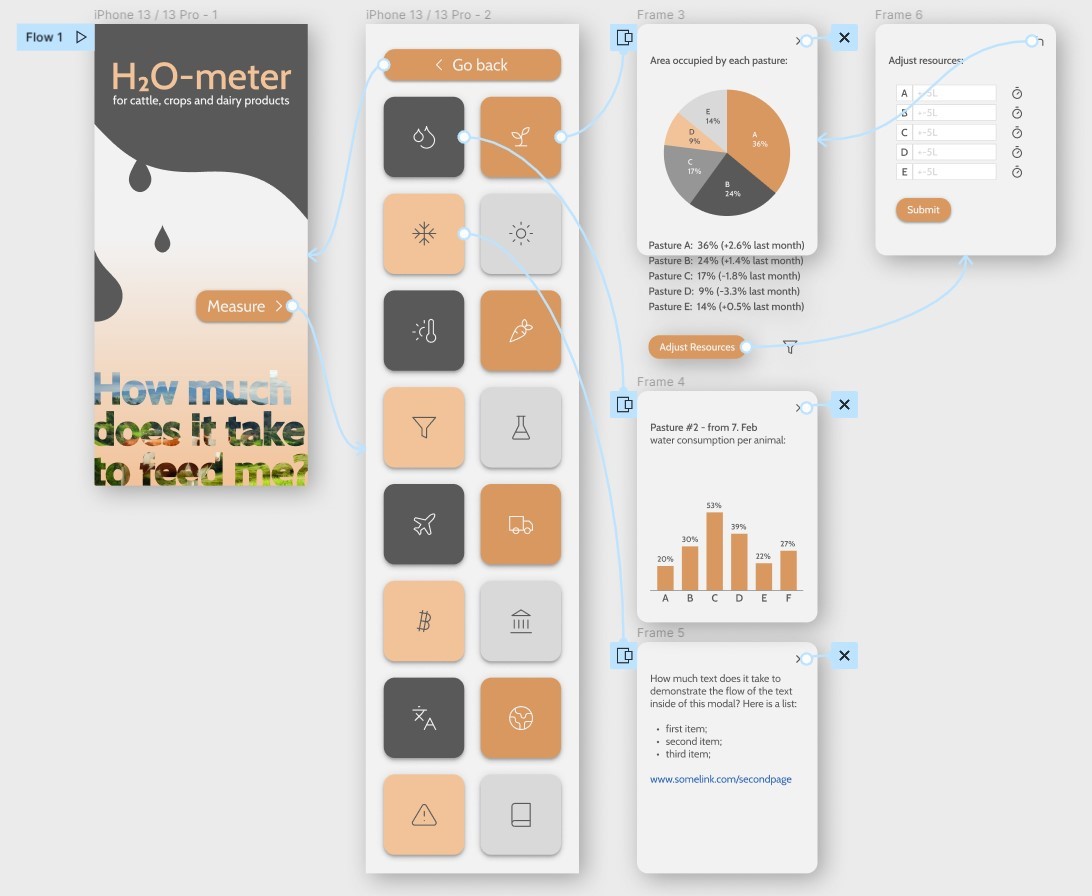 Flow 1
iPhone 13 / 13 Pro - 1
H₂O-meter
for cattle, crops and dairy products
Measure
How much
does it take
to feed me?
iPhone 13 / 13 Pro - 2
Go back
Frame 3
Area occupied by each pasture:
A
36%
B
24%
C
17%
D
9%
E
14%
Pasture A: 36% (+2.6% last month)
Pasture B: 24% (+1.4% last month)
Pasture C: 17% (-1.8% last month)
Pasture D: 9% (-3.3% last month)
Pasture E: 14% (+0.5% last month)
Adjust Resources
Frame 6
Adjust resources:
A +-5L
B +-5L
C +-5L
D +-5L
E +-5L
Submit
Frame 4
Pasture #2 - from 7. Feb
water consumption per animal:
20% 30% 53% 39% 22% 27%
A B C D E F
Frame 5
How much text does it take to
demonstrate the flow of the text
inside of this modal? Here is a list:
• first item;
• second item;
• third item;
www.somelink.com/secondpage